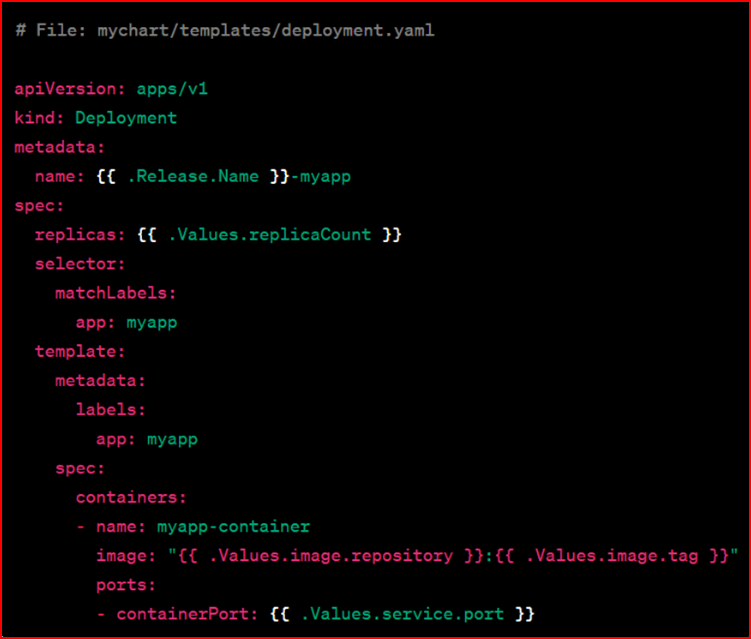 # File: mychart/templates/deployment.yaml
apiVersion: apps/v1
kind: Deployment
metadata:
  name: {{ .Release.Name }}-myapp
spec:
  replicas: {{ .Values.replicaCount }}
  selector:
    matchLabels:
      app: myapp
  template:
    metadata:
      labels:
        app: myapp
    spec:
      containers:
      - name: myapp-container
        image: "{{ .Values.image.repository }}:{{ .Values.image.tag }}"
        ports:
        - containerPort: {{ .Values.service.port }}